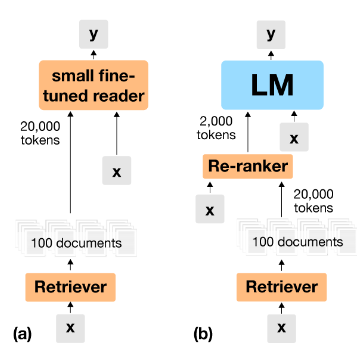 y
small fine-
tuned reader
20,000
tokens
x
100 documents
Retriever
x
(a)
y
LM
2,000
tokens
x
Re-ranker
x
20,000
tokens
100 documents
Retriever
x
(b)